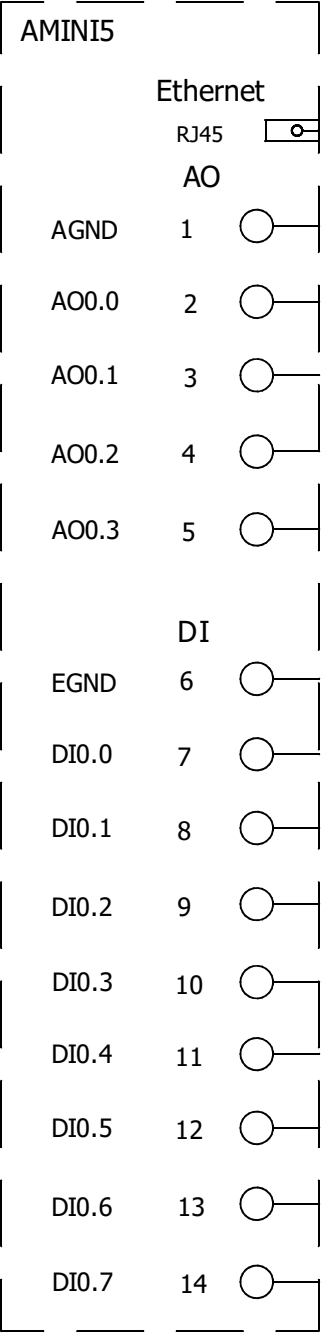 AMINI5
Ethernet
RJ45
AO
AGND 1
AO0.0 2
AO0.1 3
AO0.2 4
AO0.3 5
DI
EGND 6
DI0.0 7
DI0.1 8
DI0.2 9
DI0.3 10
DI0.4 11
DI0.5 12
DI0.6 13
DI0.7 14